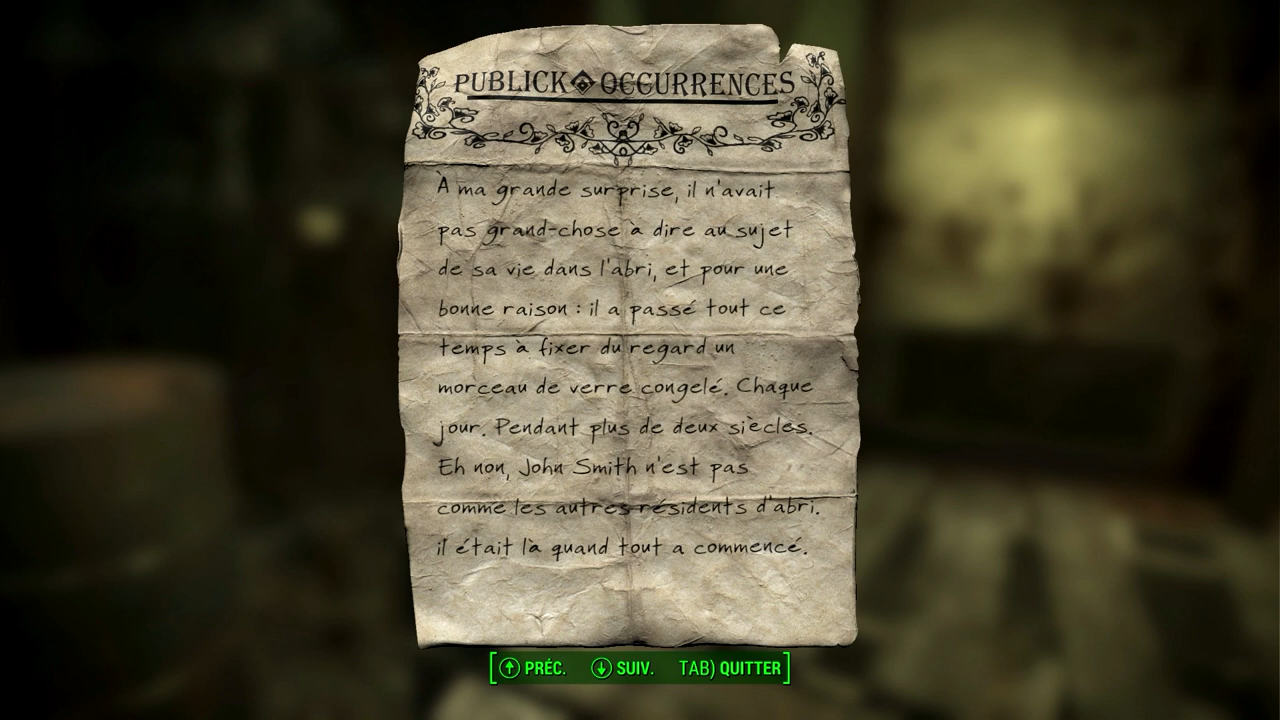 PUBLICK OCCURRENCES
À ma grande surprise, il n'avait
pas grand-chose à dire au sujet
de sa vie dans l'abri, et pour une
bonne raison : il a passé tout ce
temps à fixer du regard un
morceau de verre congelé. Chaque
jour. Pendant plus de deux siècles.
Eh non, John Smith n'est pas
comme les autres résidents d'abri.
il était là quand tout a commencé.
PRÉC. SUIV. TAB) QUITTER